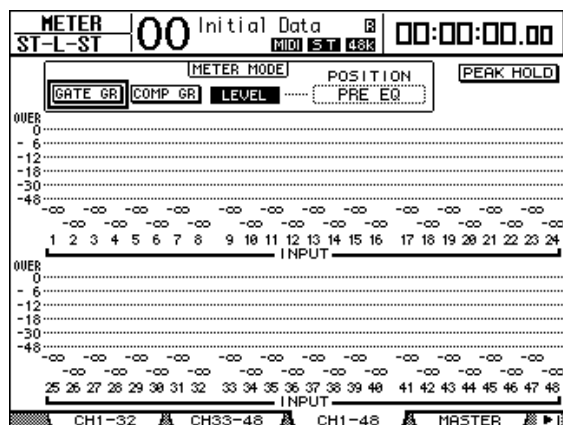 METER
ST-L-ST
00 Initial Data
MIDI ST 48K
00:00:00.00
METER MODE
GATE GR COMP GR LEVEL
POSITION
PRE EQ
PEAK HOLD
OVER
0
- 6
-12
-18
-30
-48
-∞ -∞ -∞ -∞ -∞ -∞ -∞ -∞ -∞ -∞ -∞ -∞
-∞ -∞ -∞ -∞ -∞ -∞ -∞ -∞ -∞ -∞ -∞ -∞
1 2 3 4 5 6 7 8 9 10 11 12 13 14 15 16 17 18 19 20 21 22 23 24
INPUT
OVER
0
- 6
-12
-18
-30
-48
-∞ -∞ -∞ -∞ -∞ -∞ -∞ -∞ -∞ -∞ -∞ -∞
-∞ -∞ -∞ -∞ -∞ -∞ -∞ -∞ -∞ -∞ -∞ -∞
25 26 27 28 29 30 31 32 33 34 35 36 37 38 39 40 41 42 43 44 45 46 47 48
INPUT
CH1-32 CH33-48 CH1-48 MASTER